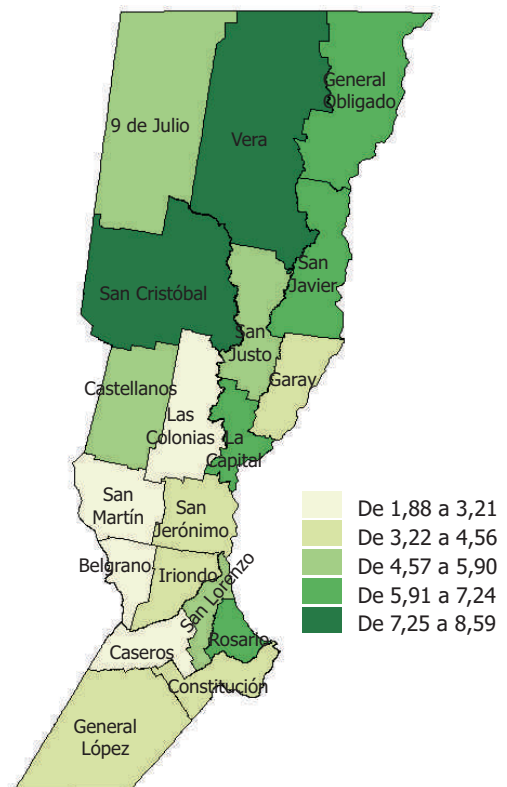 General
Obligado
9 de Julio
Vera
San
Javier
San Cristóbal
San
Justo
Garay
Castellanos
Las
Colonias
La
Capital
San
Martín
San
Jerónimo
Belgrano
Iriondo
San Lorenzo
Rosario
Caseros
Constitución
General
López
De 1,88 a 3,21
De 3,22 a 4,56
De 4,57 a 5,90
De 5,91 a 7,24
De 7,25 a 8,59